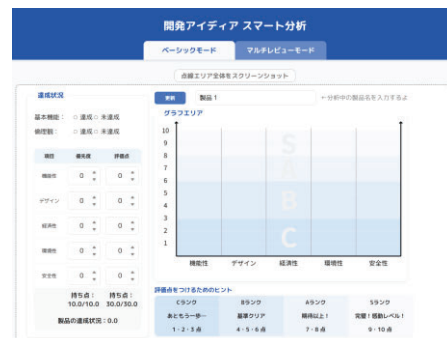 開発アイディア スマート分析
ベーシックモード
マルチレビューモード
点線エリア全体をスクリーンショット
達成状況
基本機能： 達成 未達成
倫理観： 達成 未達成
項目 優先度 評価点
機能性 0 0
デザイン 0 0
経済性 0 0
環境性 0 0
安全性 0 0
持ち点： 持ち点：
10.0/10.0 30.0/30.0
製品の達成状況：0.0
更新 製品１ ←分析中の製品名を入力するよ
グラフエリア
10
9
8
7
6
5
4
3
2
1
S
B
C
機能性 デザイン 経済性 環境性 安全性
評価点をつけるためのヒント
Cランク Bランク Aランク Sランク
あともう一歩… 基準クリア 期待以上！ 完璧！感動レベル！
1・2・3 点 4・5・6 点 7・8 点 9・10 点